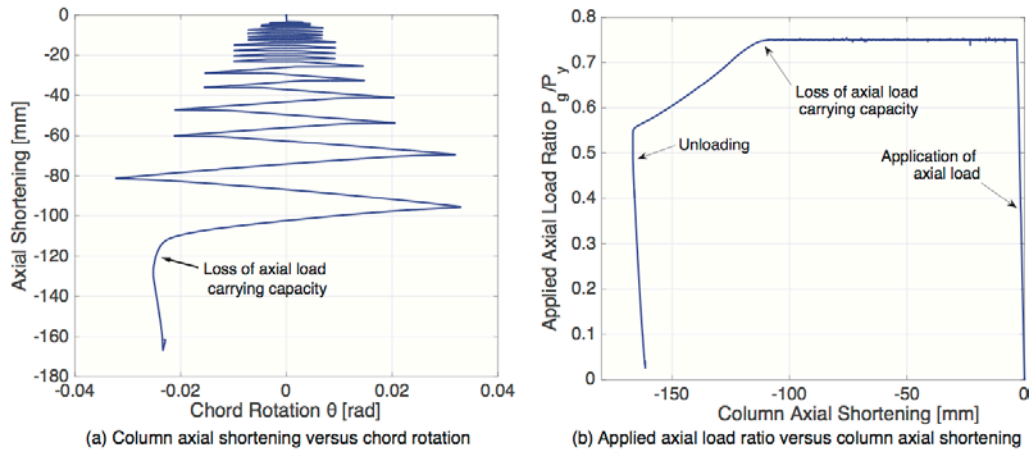 0
-20
-40
-60
-80
-100
-120
-140
-160
-180
Axial Shortening [mm]
Loss of axial load
carrying capacity
-0.04
-0.02
0
0.02
0.04
Chord Rotation θ [rad]
(a) Column axial shortening versus chord rotation
0.8
0.7
0.6
0.5
0.4
0.3
0.2
0.1
0
Applied Axial Load Ratio P_g/P_y
Loss of axial load
carrying capacity
Unloading
Application of
axial load
-150
-100
-50
0
Column Axial Shortening [mm]
(b) Applied axial load ratio versus column axial shortening